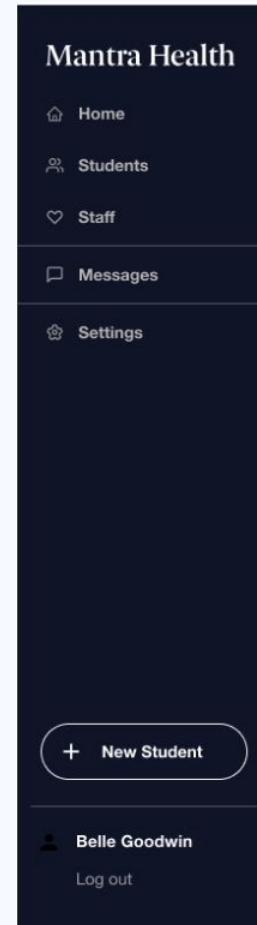 Mantra Health
Home
Students
Staff
Messages
Settings
+ New Student
Belle Goodwin
Log out